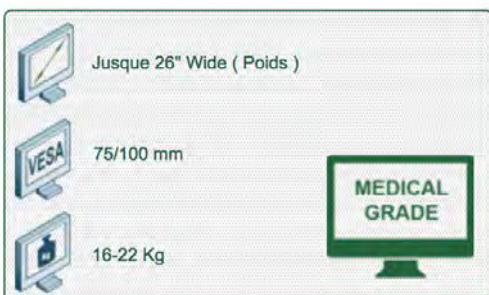 Jusque 26" Wide ( Poids )
VESA
75/100 mm
MEDICAL
GRADE
16-22 Kg